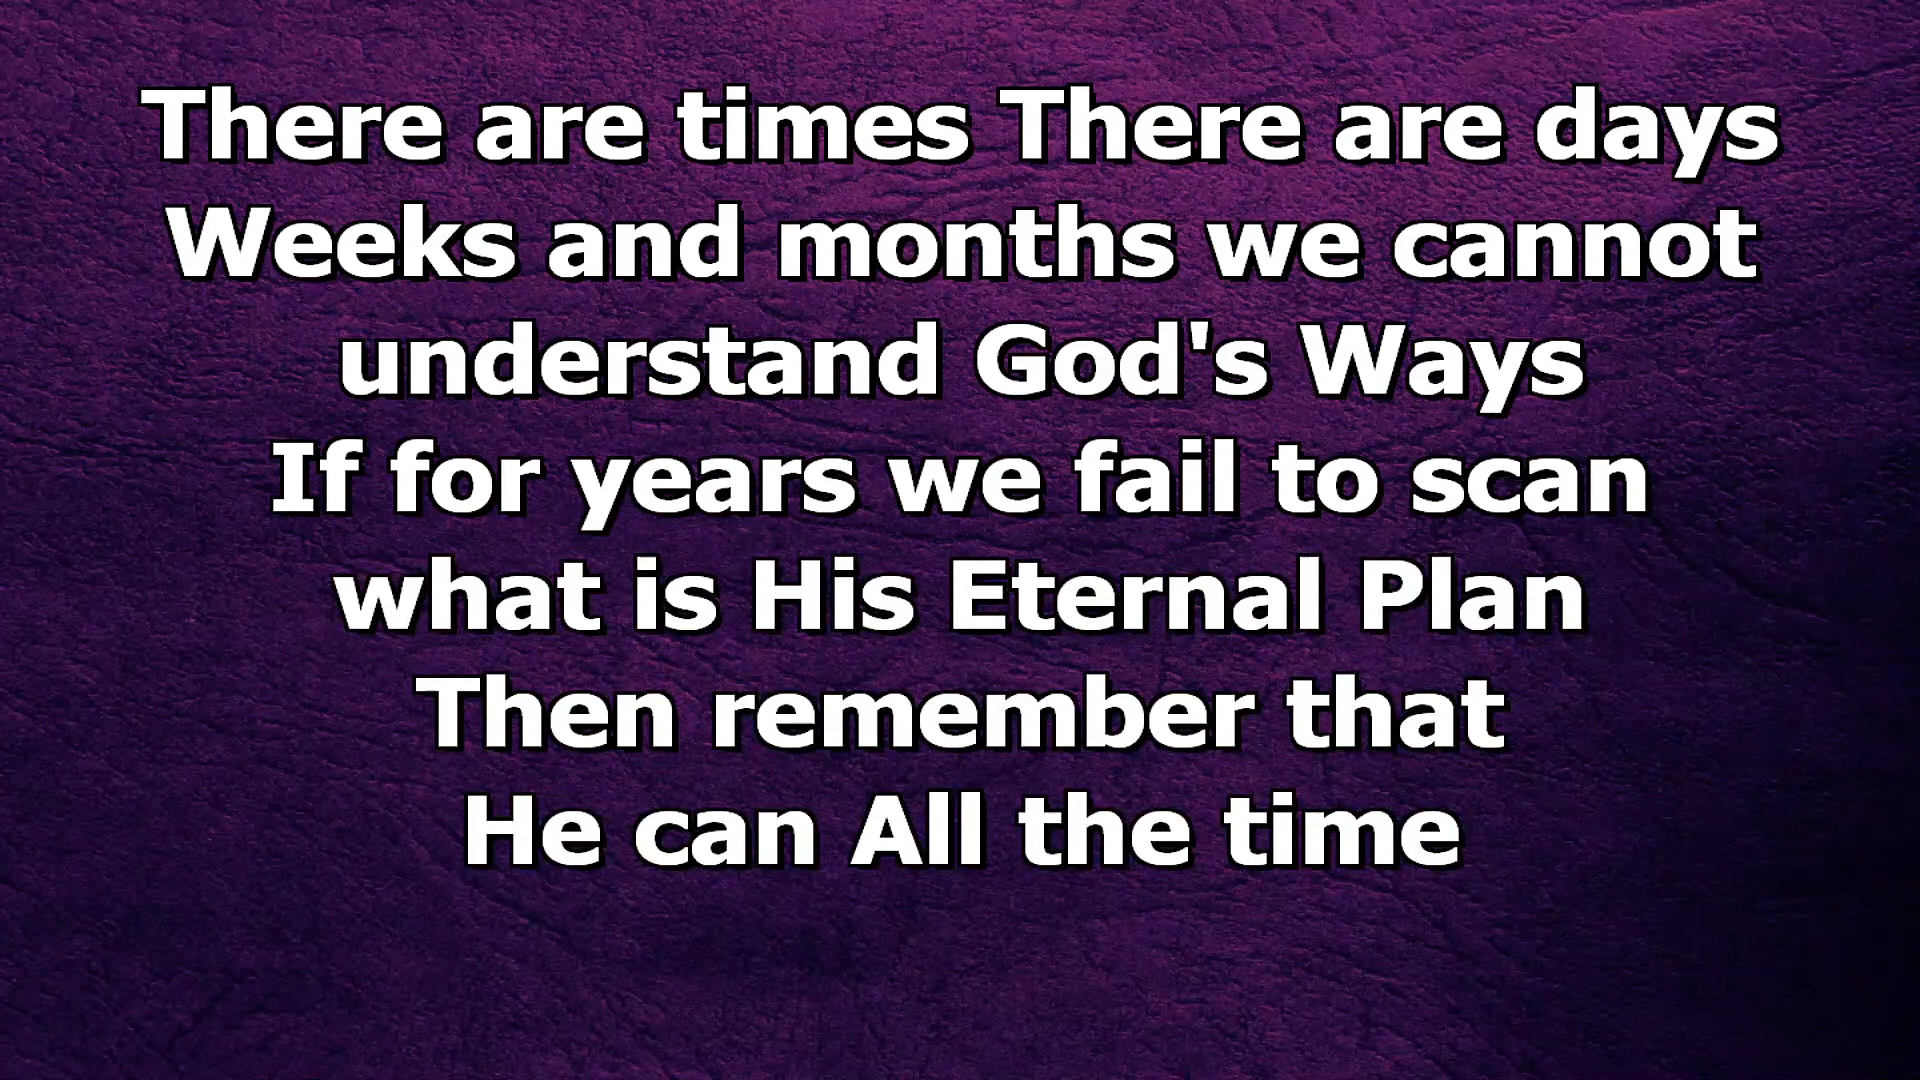 There are times There are days
Weeks and months we cannot
understand God's Ways
If for years we fail to scan
what is His Eternal Plan
Then remember that
He can All the time